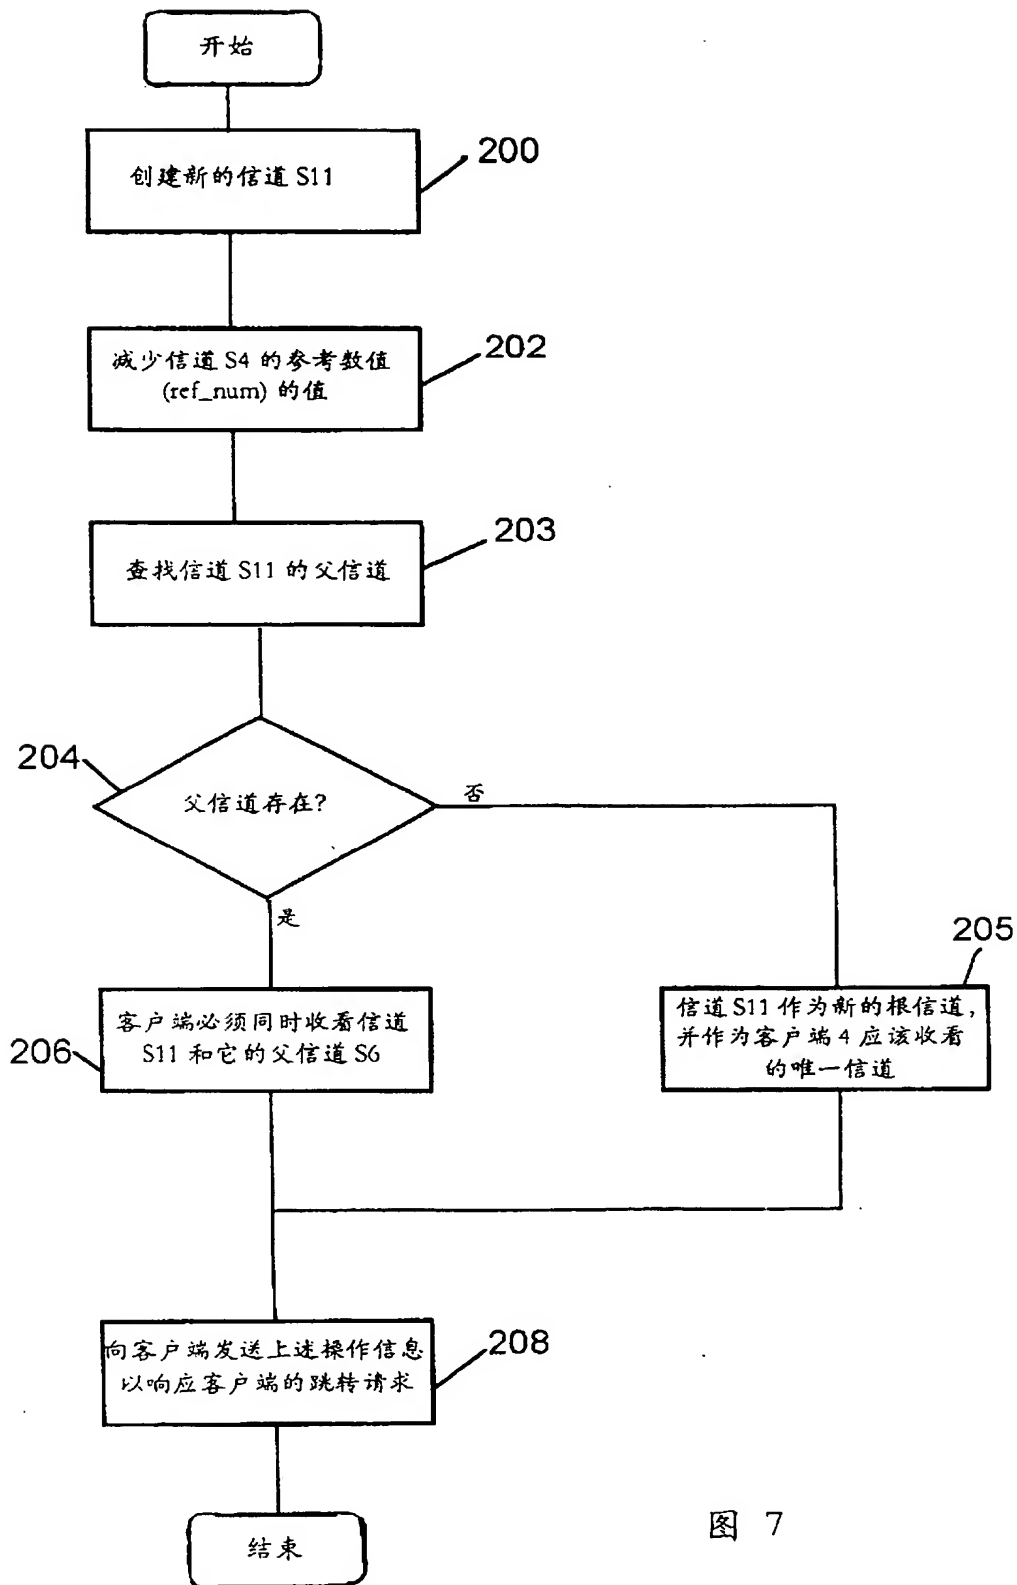 开始
创建新的信道 S11
200
减少信道 S4 的参考数值
(ref_num) 的值
202
查找信道 S11 的父信道
203
204
父信道存在?
否
是
205
信道 S11 作为新的根信道,
并作为客户端 4 应该收看
的唯一信道
客户端必须同时收看信道
S11 和它的父信道 S6
206
向客户端发送上述操作信息
以响应客户端的跳转请求
208
结束
图 7